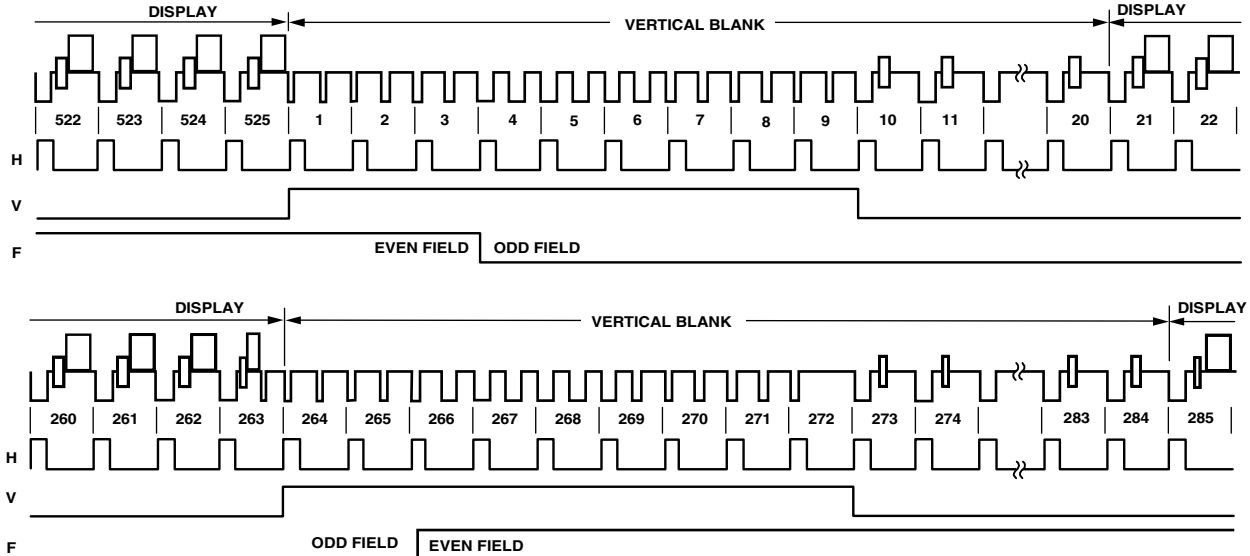 DISPLAY VERTICAL BLANK DISPLAY
522 523 524 525 1 2 3 4 5 6 7 8 9 10 11 20 21 22
H
V
F EVEN FIELD ODD FIELD
DISPLAY VERTICAL BLANK DISPLAY
260 261 262 263 264 265 266 267 268 269 270 271 272 273 274 283 284 285
H
V
F ODD FIELD EVEN FIELD